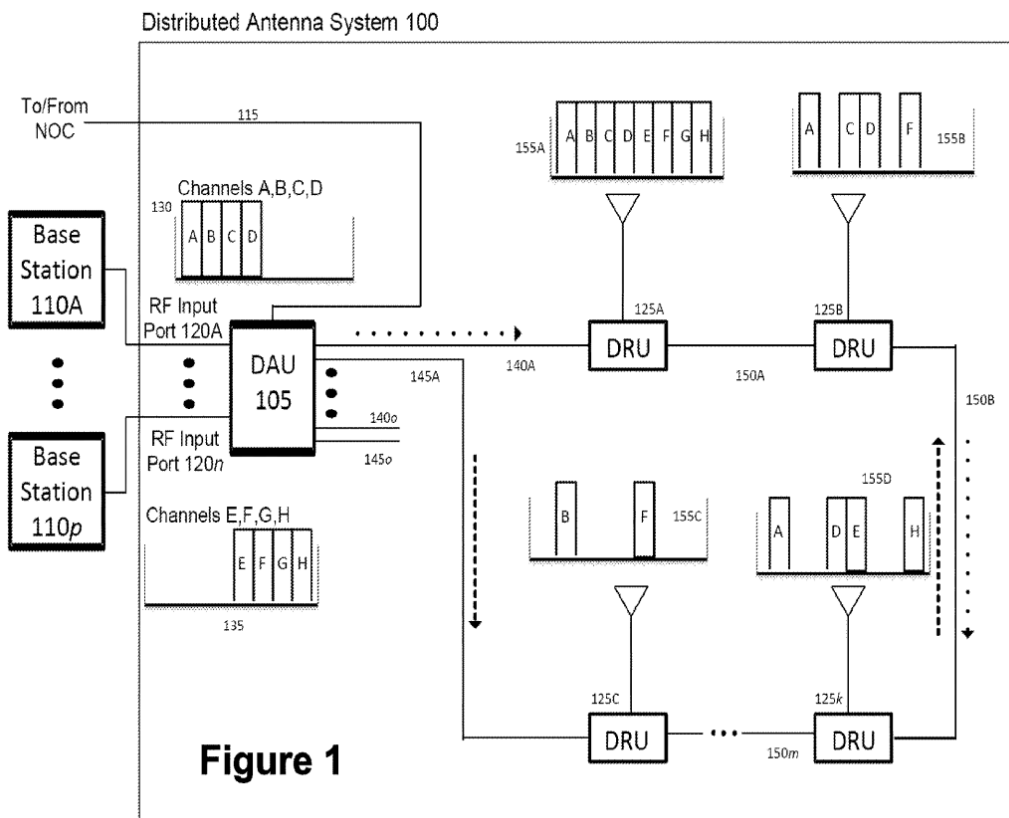 Distributed Antenna System 100
To/From
NOC
115
Channels A,B,C,D
130
A B C D
Base
Station
110A
RF Input
Port 120A
DAU
105
RF Input
Port 120n
Base
Station
110p
Channels E,F,G,H
E F G H
135
155A
A B C D E F G H
A C D F
155B
125A
DRU
125B
DRU
140A
150A
145A
140o
145o
150B
B F
155C
155D
A D E H
125C
DRU
125k
DRU
150m
Figure 1